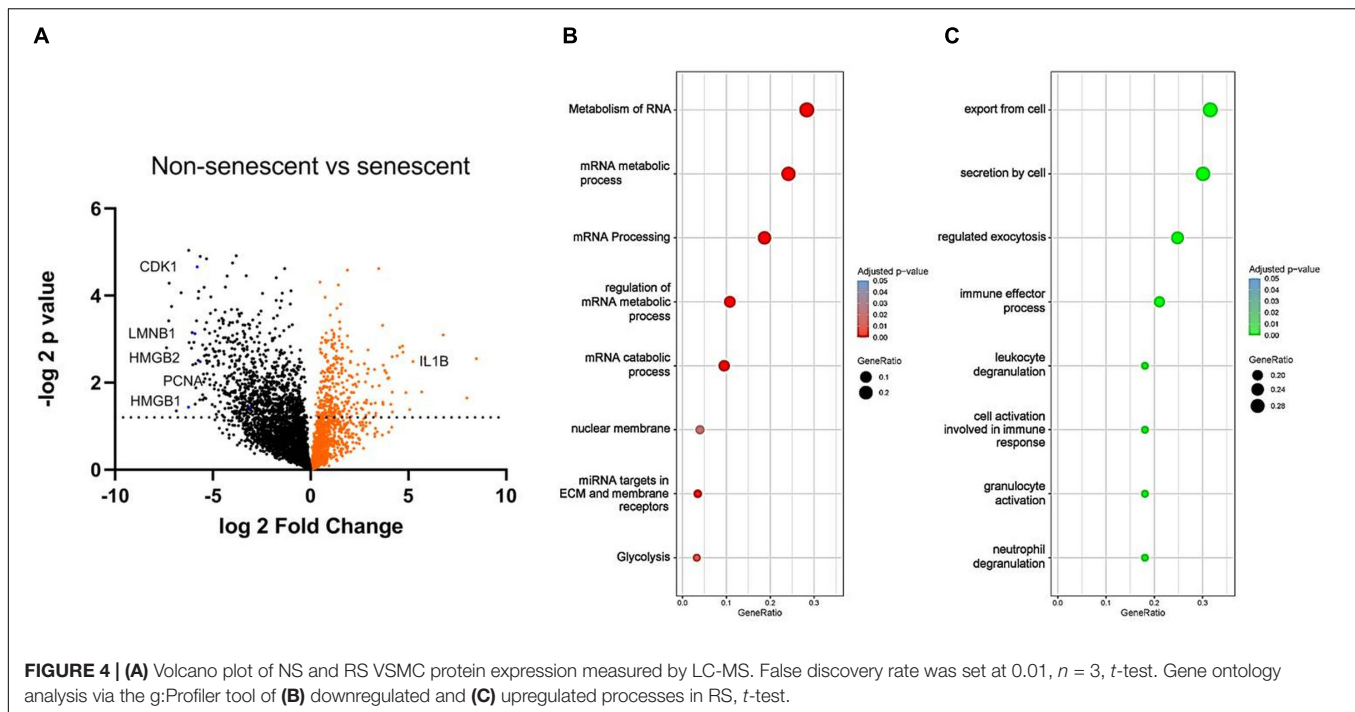 A
B
C
Non-senescent vs senescent
6
4
2
0
-log 2 p value
CDK1
LMNB1
HMGB2
PCNA
HMGB1
IL1B
-10
-5
0
5
10
log 2 Fold Change
Metabolism of RNA
mRNA metabolic
process
mRNA Processing
regulation of
mRNA metabolic
process
mRNA catabolic
process
nuclear membrane
miRNA targets in
ECM and membrane
receptors
Glycolysis
0.0
0.1
0.2
0.3
GeneRatio
Adjusted p-value
0.05
0.04
0.03
0.02
0.01
0.00
GeneRatio
0.1
0.2
export from cell
secretion by cell
regulated exocytosis
immune effector
process
leukocyte
degranulation
cell activation
involved in immune
response
granulocyte
activation
neutrophil
degranulation
0.0
0.1
0.2
0.3
GeneRatio
Adjusted p-value
0.05
0.04
0.03
0.02
0.01
0.00
GeneRatio
0.20
0.24
0.28
FIGURE 4 | (A) Volcano plot of NS and RS VSMC protein expression measured by LC-MS. False discovery rate was set at 0.01, n = 3, t-test. Gene ontology
analysis via the g:Profiler tool of (B) downregulated and (C) upregulated processes in RS, t-test.